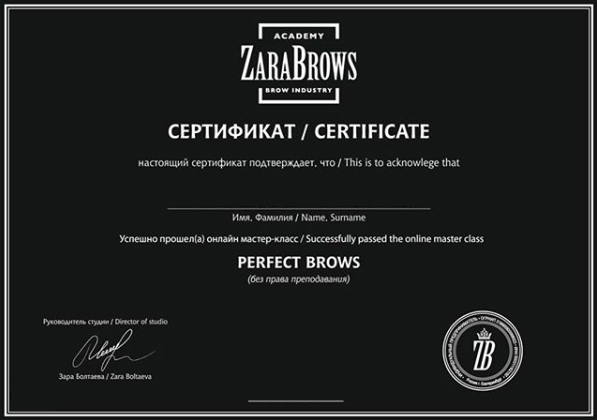 ACADEMY
ZARABROWS
BROW INDUSTRY
СЕРТИФИКАТ / CERTIFICATE
настоящий сертификат подтверждает, что / This is to acknowlege that
Имя, Фамилия / Name, Surname
Успешно прошел(а) онлайн мастер-класс / Successfully passed the online master class
PERFECT BROWS
(без права преподавания)
Руководитель студии / Director of studio
Зара Болтаева / Zara Boltaeva
ZB